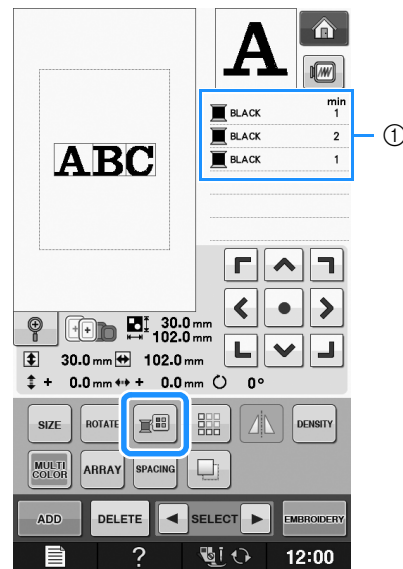 A
min
BLACK 1
BLACK 2
BLACK 1
①
ABC
30.0 mm
102.0 mm
30.0 mm 102.0 mm
+ 0.0 mm + 0.0 mm 0°
SIZE ROTATE DENSITY
MULTI COLOR ARRAY SPACING
ADD DELETE SELECT EMBROIDERY
? 12:00